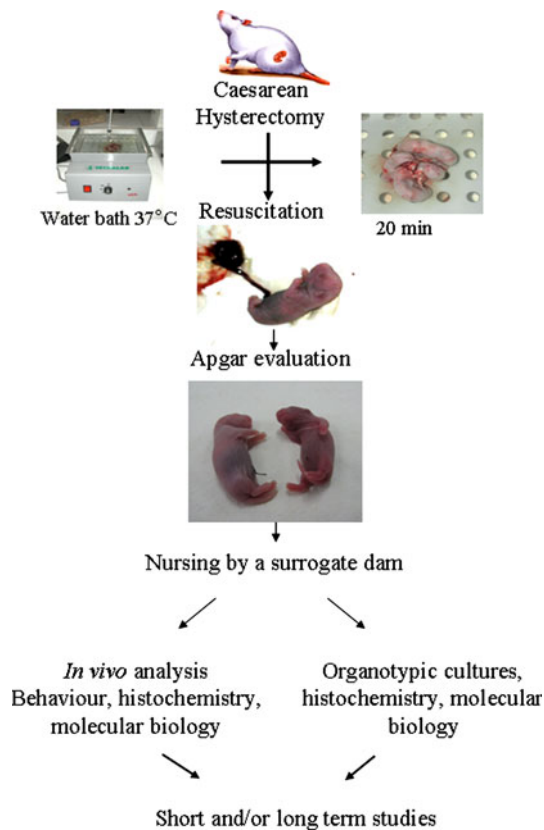 Caesarean
Hysterectomy
Water bath 37°C
20 min
Resuscitation
Apgar evaluation
Nursing by a surrogate dam
In vivo analysis
Behaviour, histochemistry,
molecular biology
Organotypic cultures,
histochemistry, molecular
biology
Short and/or long term studies